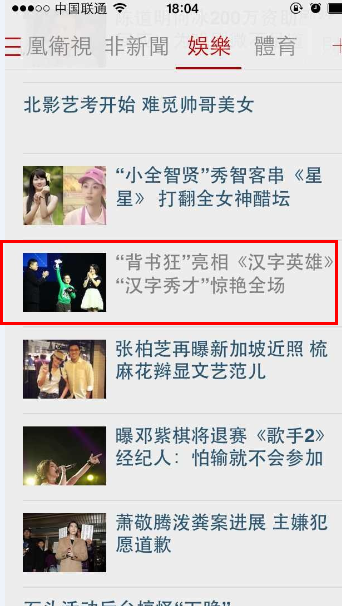 中国联通 18:04
凰衛視 非新聞 娛樂 體育
北影艺考开始 难觅帅哥美女
“小全智贤”秀智客串《星
星》 打翻全女神醋坛
“背书狂”亮相《汉字英雄》
“汉字秀才”惊艳全场
张柏芝再曝新加坡近照 梳
麻花辫显文艺范儿
曝邓紫棋将退赛《歌手2》
经纪人：怕输就不会参加
萧敬腾泼粪案进展 主嫌犯
愿道歉